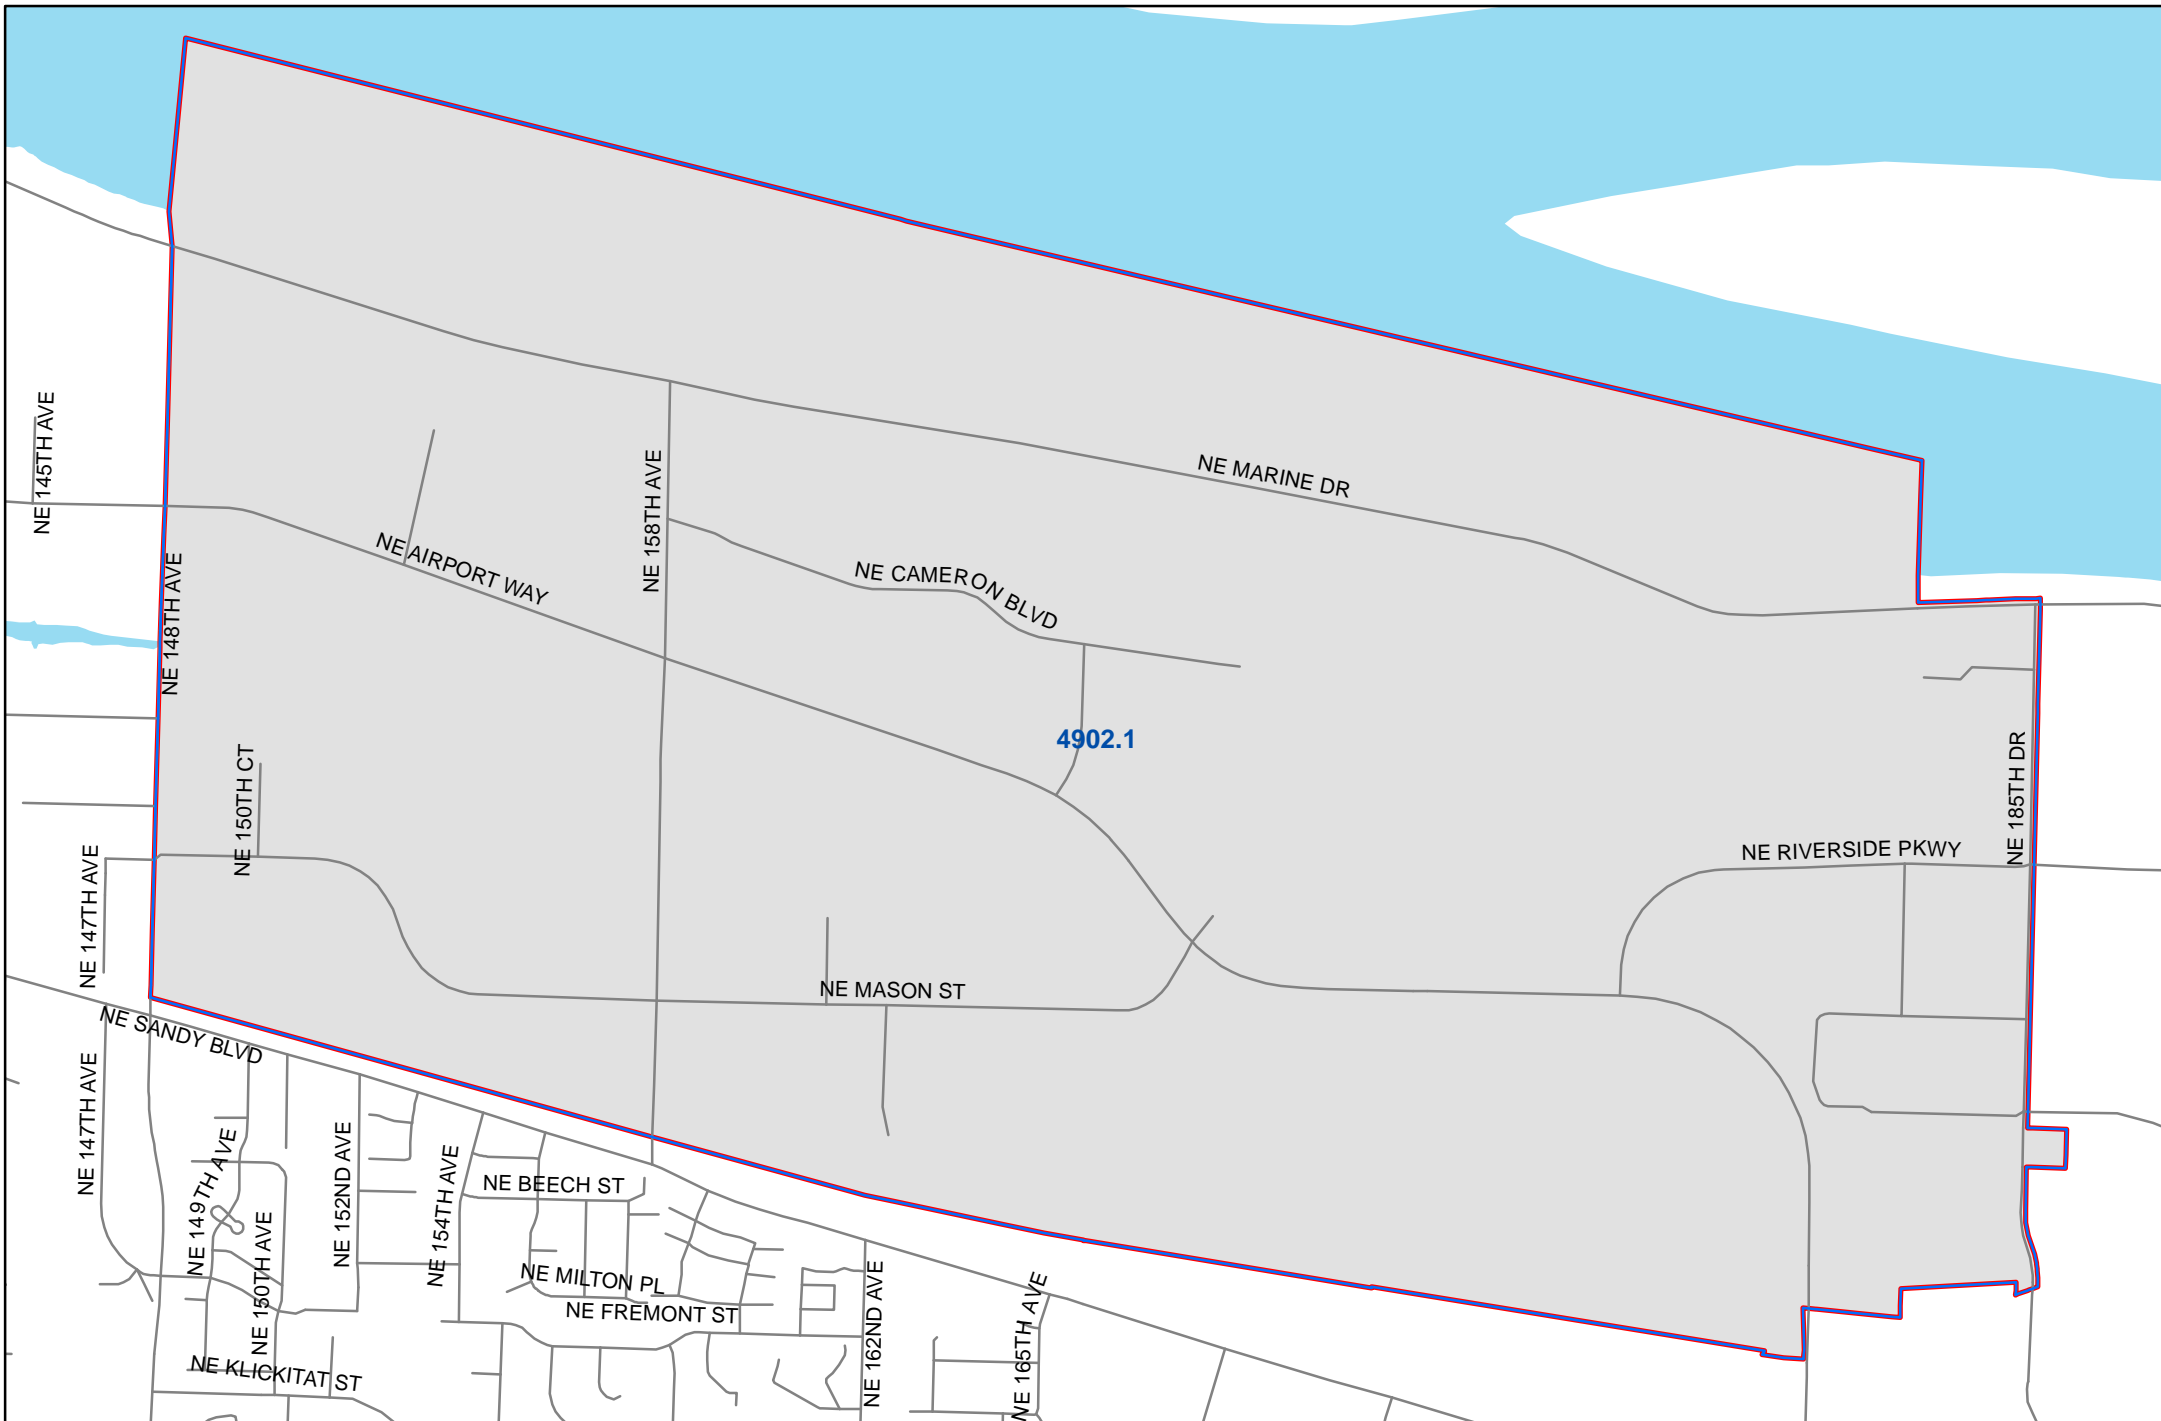 NE 145TH AVE
NE MARINE DR
NE 158TH AVE
NE AIRPORT WAY
NE CAMERON BLVD
NE 148TH AVE
4902.1
NE 150TH CT
NE 185TH DR
NE RIVERSIDE PKWY
NE 147TH AVE
NE MASON ST
NE SANDY BLVD
NE 147TH AVE
NE 149TH AVE
NE 152ND AVE
NE 154TH AVE
NE BEECH ST
NE 150TH AVE
NE MILTON PL
NE FREMONT ST
NE 162ND AVE
NE 165TH AVE
NE KLICKITAT ST